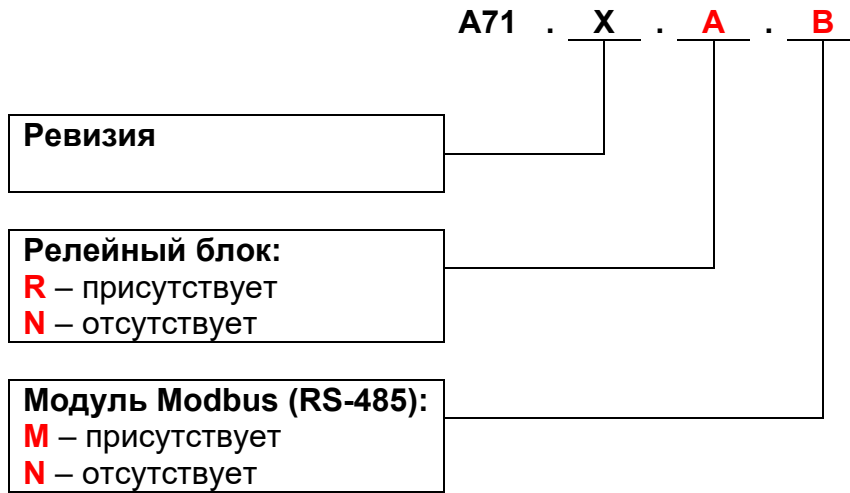 A71 . X . A . B
Ревизия
Релейный блок:
R – присутствует
N – отсутствует
Модуль Modbus (RS-485):
M – присутствует
N – отсутствует